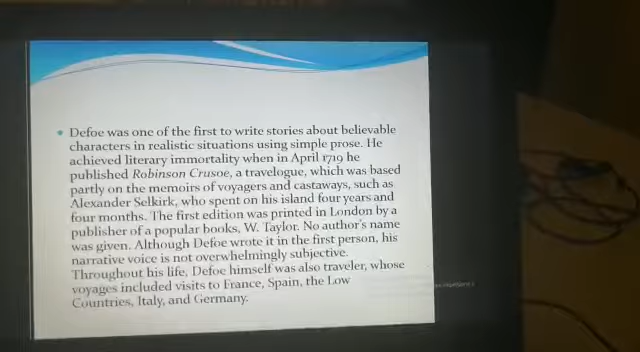 Defoe was one of the first to write stories about believable
characters in realistic situations using simple prose. He
achieved literary immortality when in April 1719 he
published Robinson Crusoe, a travelogue, which was based
partly on the memoirs of voyagers and castaways, such as
Alexander Selkirk, who spent on his island four years and
four months. The first edition was printed in London by a
publisher of a popular books, W. Taylor. No author's name
was given. Although Defoe wrote it in the first person, his
narrative voice is not overwhelmingly subjective.
Throughout his life, Defoe himself was also traveler, whose
voyages included visits to France, Spain, the Low
Countries, Italy, and Germany.